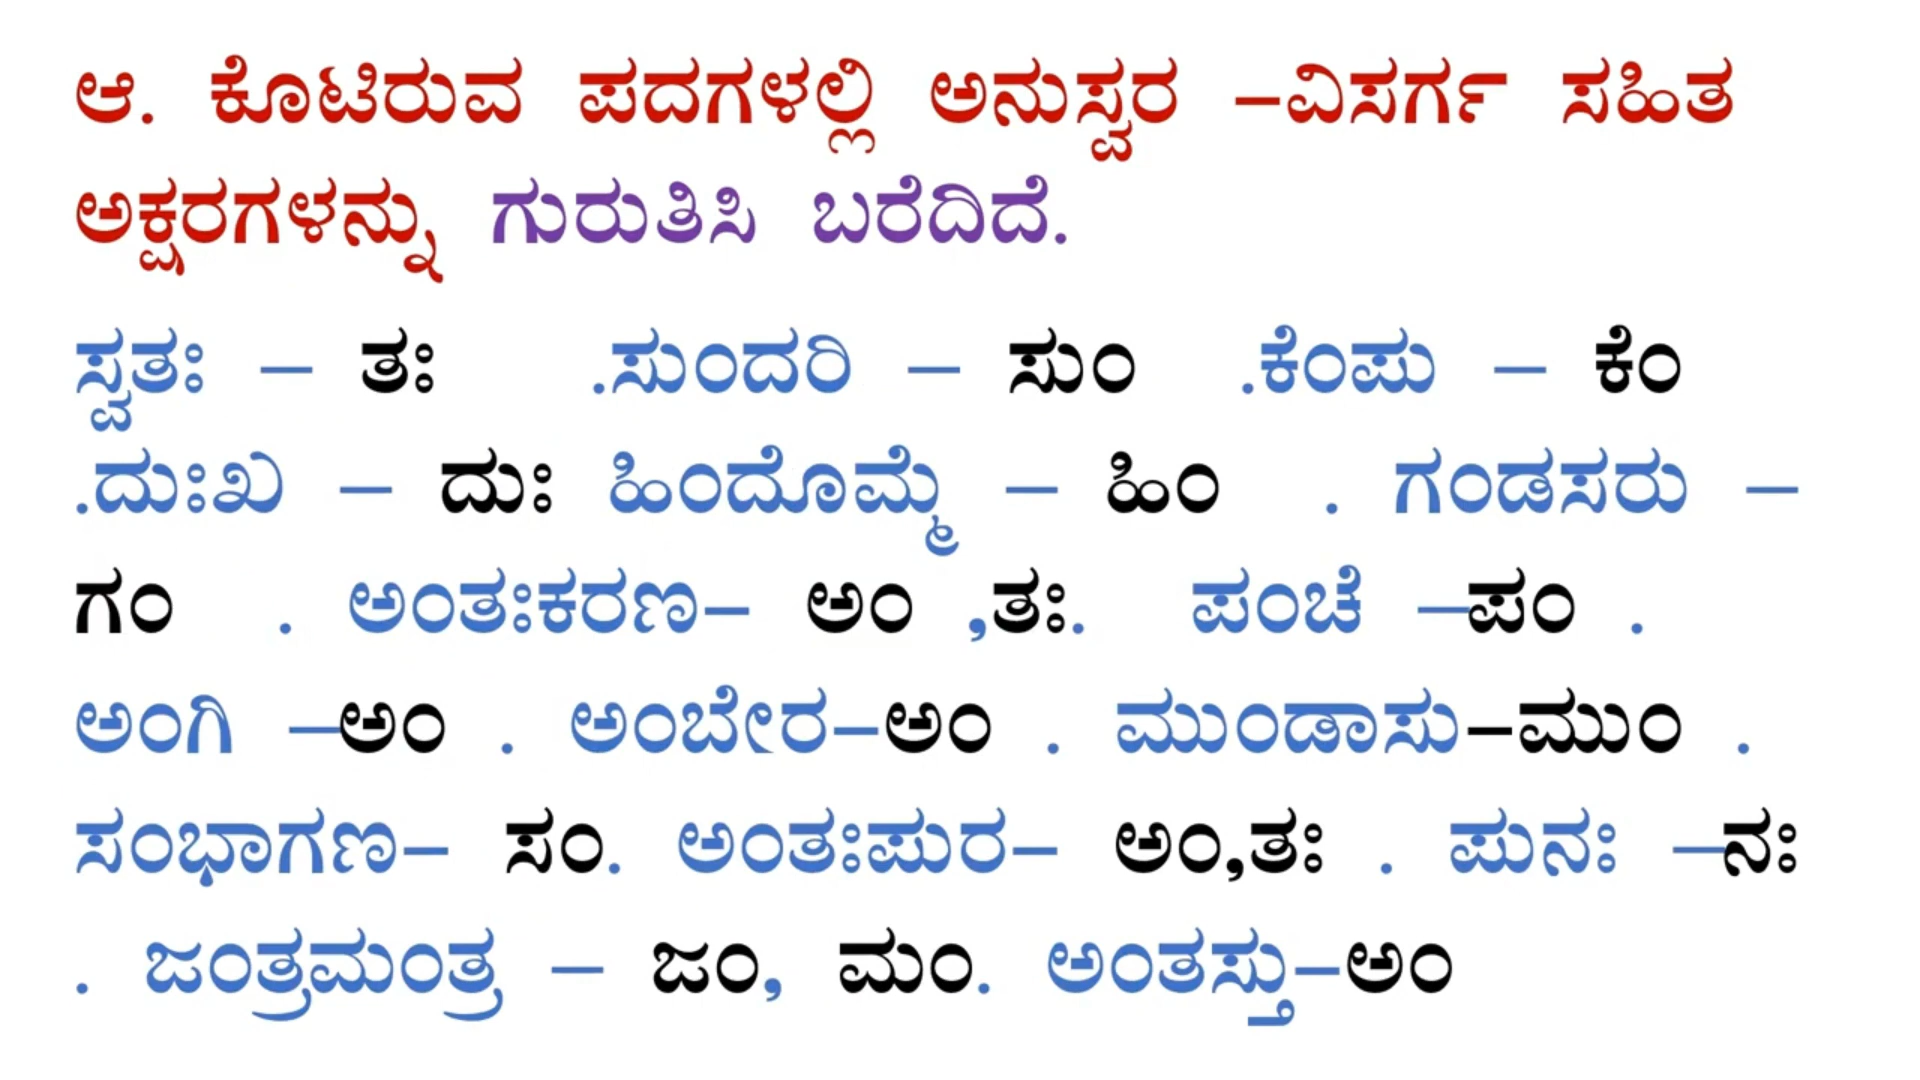 ಆ. ಕೊಟಿರುವ ಪದಗಳಲ್ಲಿ ಅನುಸ್ವರ –ವಿಸರ್ಗ ಸಹಿತ
ಅಕ್ಷರಗಳನ್ನು ಗುರುತಿಸಿ ಬರೆದಿದೆ.
ಸ್ವತಃ – ತಃ .ಸುಂದರಿ – ಸುಂ .ಕೆಂಪು – ಕೆಂ
.ದುಃಖ – ದುಃ ಹಿಂದೊಮ್ಮೆ – ಹಿಂ . ಗಂಡಸರು –
ಗಂ . ಅಂತಃಕರಣ– ಅಂ ,ತಃ. ಪಂಚೆ –ಪಂ .
ಅಂಗಿ –ಅಂ . ಅಂಬೇರ–ಅಂ . ಮುಂಡಾಸು–ಮುಂ .
ಸಂಭಾಗಣ– ಸಂ. ಅಂತಃಪುರ– ಅಂ,ತಃ . ಪುನಃ –ನಃ
. ಜಂತ್ರಮಂತ್ರ – ಜಂ, ಮಂ. ಅಂತಸ್ತು–ಅಂ